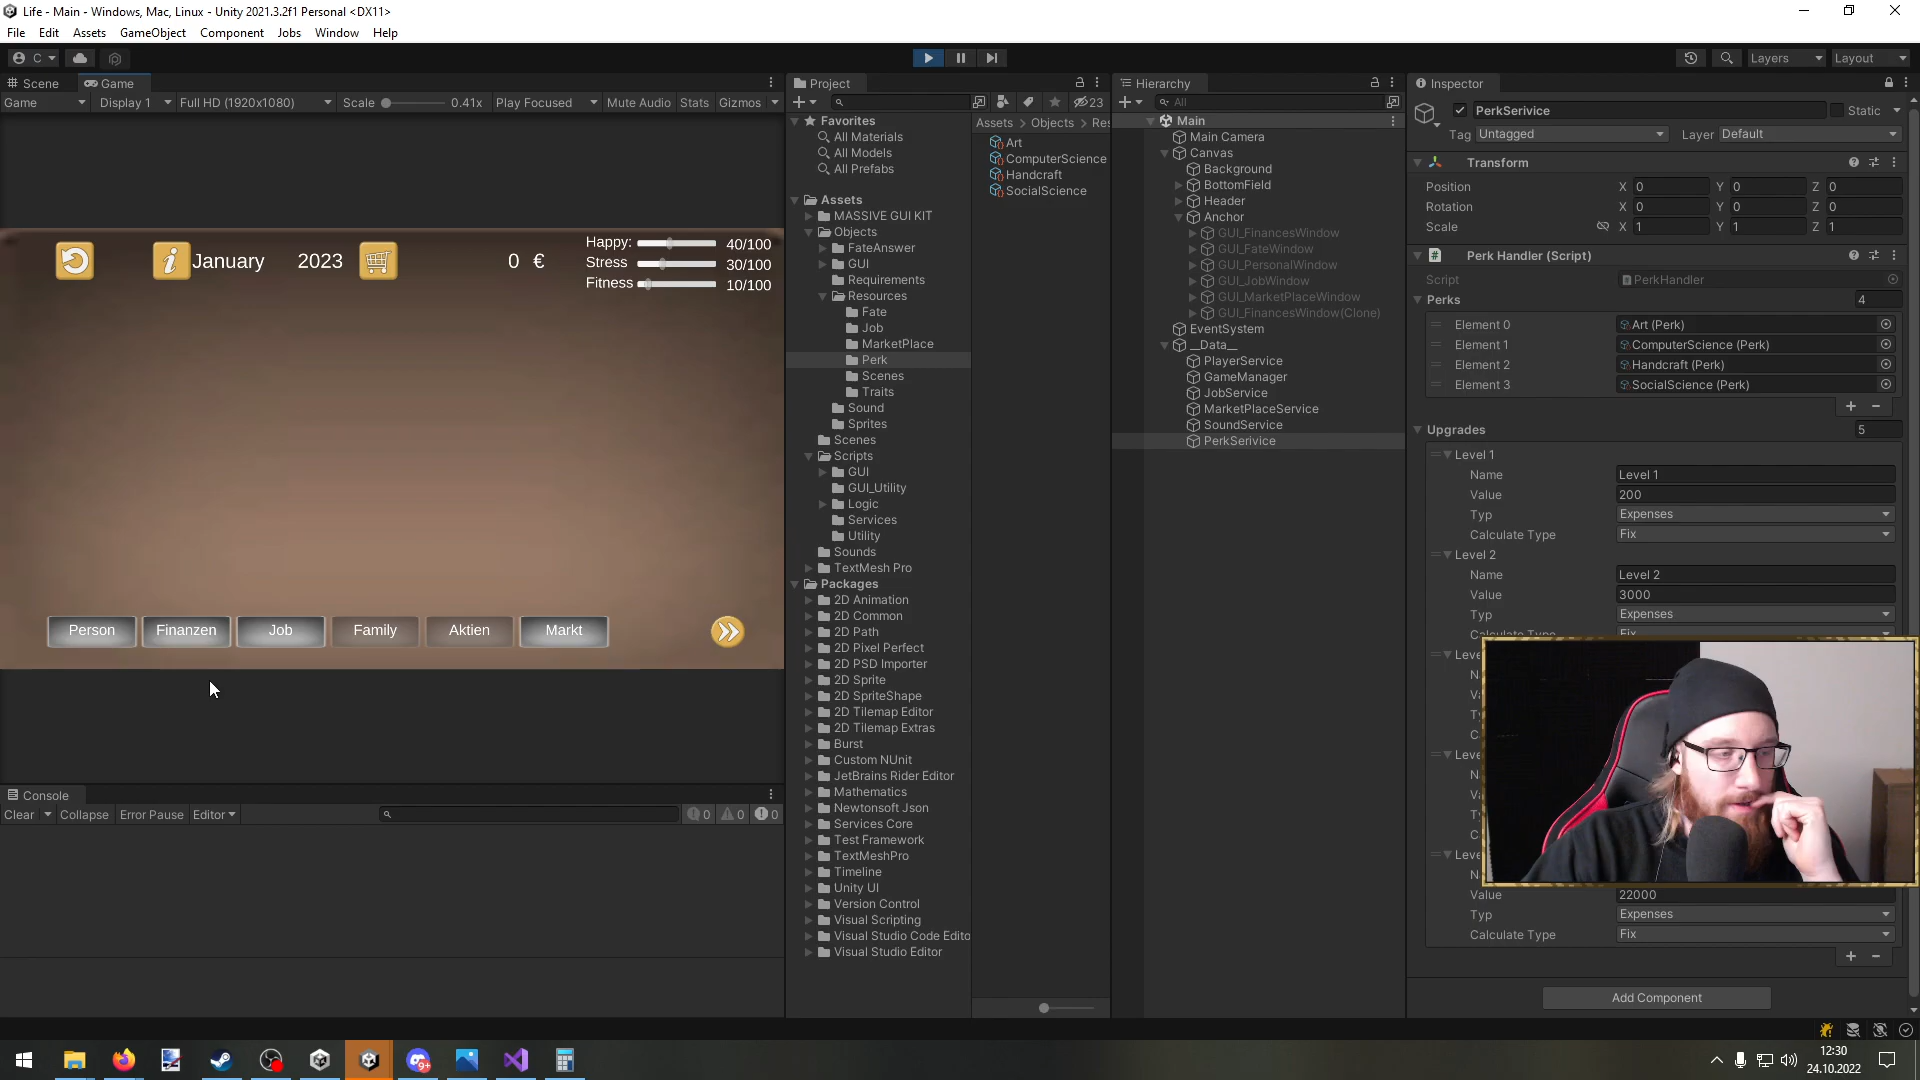 Life - Main - Windows, Mac, Linux - Unity 2021.3.2f1 Personal <DX11>
File Edit Assets GameObject Component Jobs Window Help
C Layers Layout
Scene Game
Game Display 1 Full HD (1920x1080) Scale 0.41x Play Focused Mute Audio Stats Gizmos
January 2023 0 €
Happy: 40/100
Stress 30/100
Fitness 10/100
Person Finanzen Job Family Aktien Markt
Console
Clear Collapse Error Pause Editor 0 0 0
Project
23
Favorites
All Materials
All Models
All Prefabs
Assets
MASSIVE GUI KIT
Objects
FateAnswer
GUI
Requirements
Resources
Fate
Job
MarketPlace
Perk
Scenes
Traits
Sound
Sprites
Scenes
Scripts
GUI
GUI_Utility
Logic
Services
Utility
Sounds
TextMesh Pro
Packages
2D Animation
2D Common
2D Path
2D Pixel Perfect
2D PSD Importer
2D Sprite
2D SpriteShape
2D Tilemap Editor
2D Tilemap Extras
Burst
Custom NUnit
JetBrains Rider Editor
Mathematics
Newtonsoft Json
Services Core
Test Framework
TextMeshPro
Timeline
Unity UI
Version Control
Visual Scripting
Visual Studio Code Edito
Visual Studio Editor
Assets > Objects > Res
Art
ComputerScience
Handcraft
SocialScience
Hierarchy
All
Main
Main Camera
Canvas
Background
BottomField
Header
Anchor
GUI_FinancesWindow
GUI_FateWindow
GUI_PersonalWindow
GUI_JobWindow
GUI_MarketPlaceWindow
GUI_FinancesWindow(Clone)
EventSystem
__Data__
PlayerService
GameManager
JobService
MarketPlaceService
SoundService
PerkSerivice
Inspector
PerkSerivice Static
Tag Untagged Layer Default
Transform
Position X 0 Y 0 Z 0
Rotation X 0 Y 0 Z 0
Scale X 1 Y 1 Z 1
# Perk Handler (Script)
Script PerkHandler
Perks 4
Element 0 Art (Perk)
Element 1 ComputerScience (Perk)
Element 2 Handcraft (Perk)
Element 3 SocialScience (Perk)
Upgrades 5
Level 1
Name Level 1
Value 200
Typ Expenses
Calculate Type Fix
Level 2
Name Level 2
Value 3000
Typ Expenses
Calculate Type Fix
Leve
N
V
Ty
C
Leve
N
V
Ty
C
Leve
N
Value 22000
Typ Expenses
Calculate Type Fix
Add Component
9+
12:30
24.10.2022